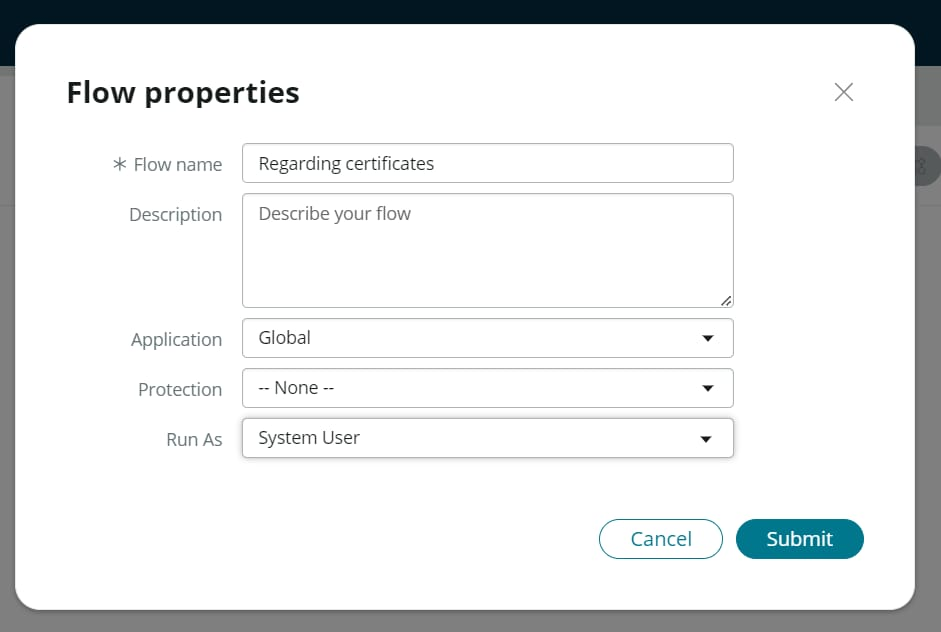 Flow properties
* Flow name Regarding certificates
Description Describe your flow
Application Global
Protection -- None --
Run As System User
Cancel Submit